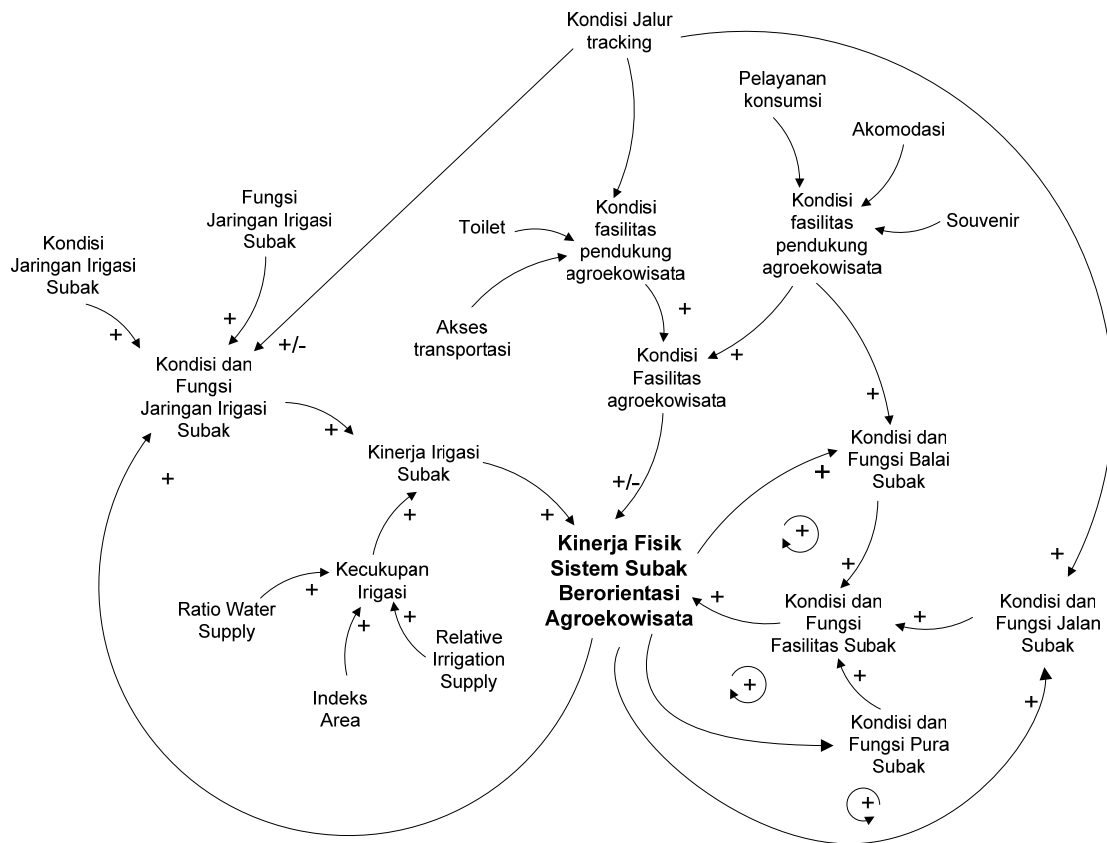 Kondisi Jalur
tracking
Pelayanan
konsumsi
Akomodasi
Souvenir
Fungsi
Jaringan Irigasi
Subak
Kondisi
Jaringan Irigasi
Subak
Toilet
Kondisi
fasilitas
pendukung
agroekowisata
Kondisi
fasilitas
pendukung
agroekowisata
Akses
transportasi
+
+
+/-
+
+
Kondisi dan
Fungsi
Jaringan Irigasi
Subak
Kondisi
Fasilitas
agroekowisata
+
+
+
Kinerja Irigasi
Subak
+/-
Kondisi dan
Fungsi Balai
Subak
+
+
+
+
Kinerja Fisik
Sistem Subak
Berorientasi
Agroekowisata
+
+
+
Kecukupan
Irigasi
+
+
+
Ratio Water
Supply
Relative
Irrigation
Supply
Indeks
Area
+
+
Kondisi dan
Fungsi
Fasilitas Subak
Kondisi dan
Fungsi Jalan
Subak
+
+
+
Kondisi dan
Fungsi Pura
Subak
+